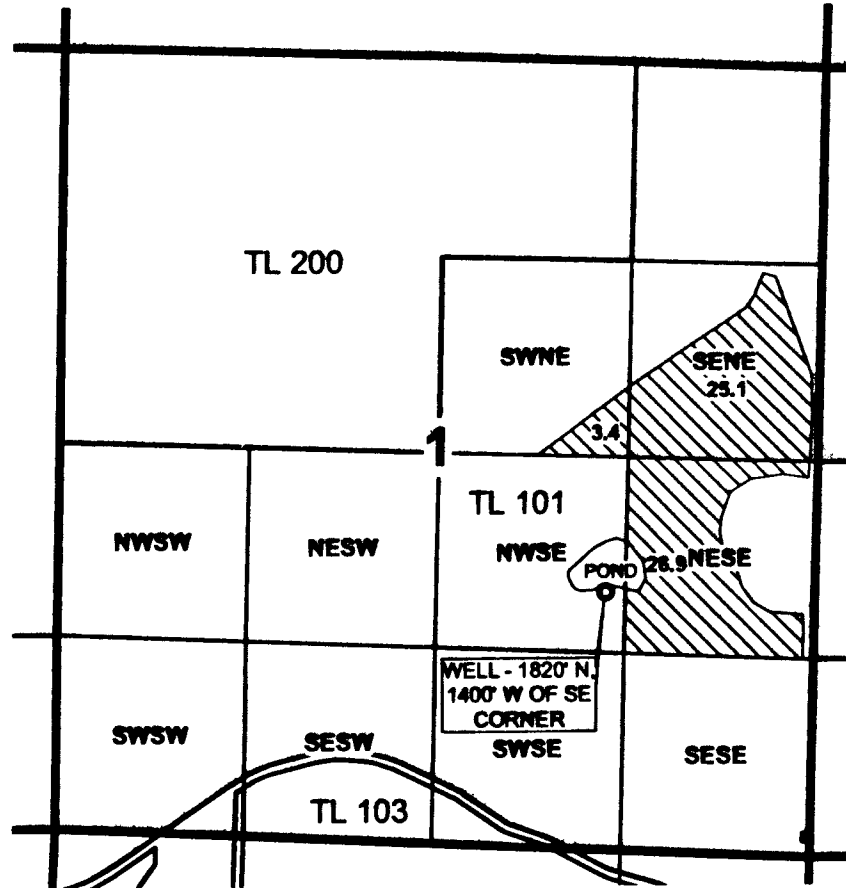 TL 200
SWNE
SENE
25.1
3.4
1
TL 101
NWSW
NESW
NWSE
POND
26.9 NESE
WELL - 1820' N,
1400' W OF SE
CORNER
SWSW
SESW
SWSE
SESE
TL 103